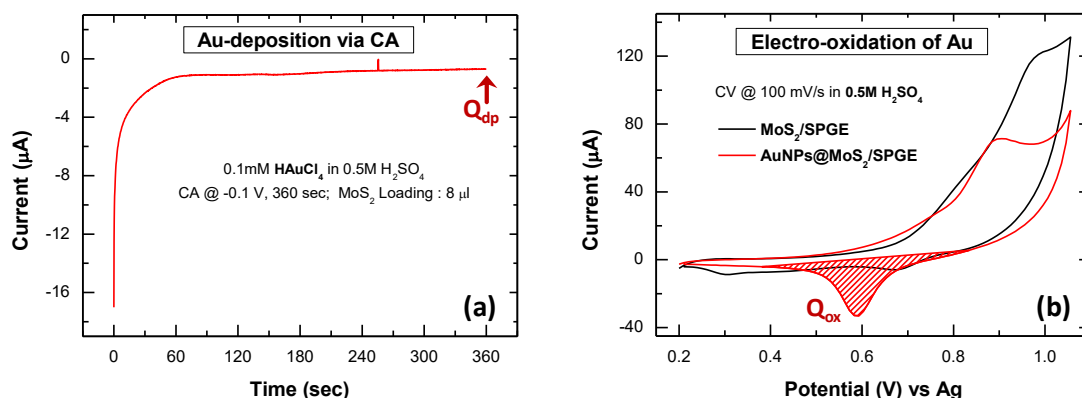 Au-deposition via CA
0
-4
-8
-12
-16
Current (µA)
Q_dp
0.1mM HAuCl₄ in 0.5M H₂SO₄
CA @ -0.1 V, 360 sec; MoS₂ Loading : 8 µl
(a)
0 60 120 180 240 300 360
Time (sec)
Electro-oxidation of Au
120
80
40
0
-40
Current (µA)
CV @ 100 mV/s in 0.5M H₂SO₄
MoS₂/SPGE
AuNPs@MoS₂/SPGE
Q_ox
(b)
0.2 0.4 0.6 0.8 1.0
Potential (V) vs Ag